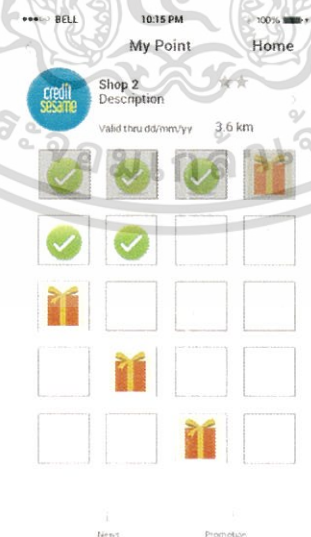 BELL 10:15 PM 100%
My Point Home
credit
sesame
Shop 2
Description
Valid thru dd/mm/yy 3.6 km
News Promotion